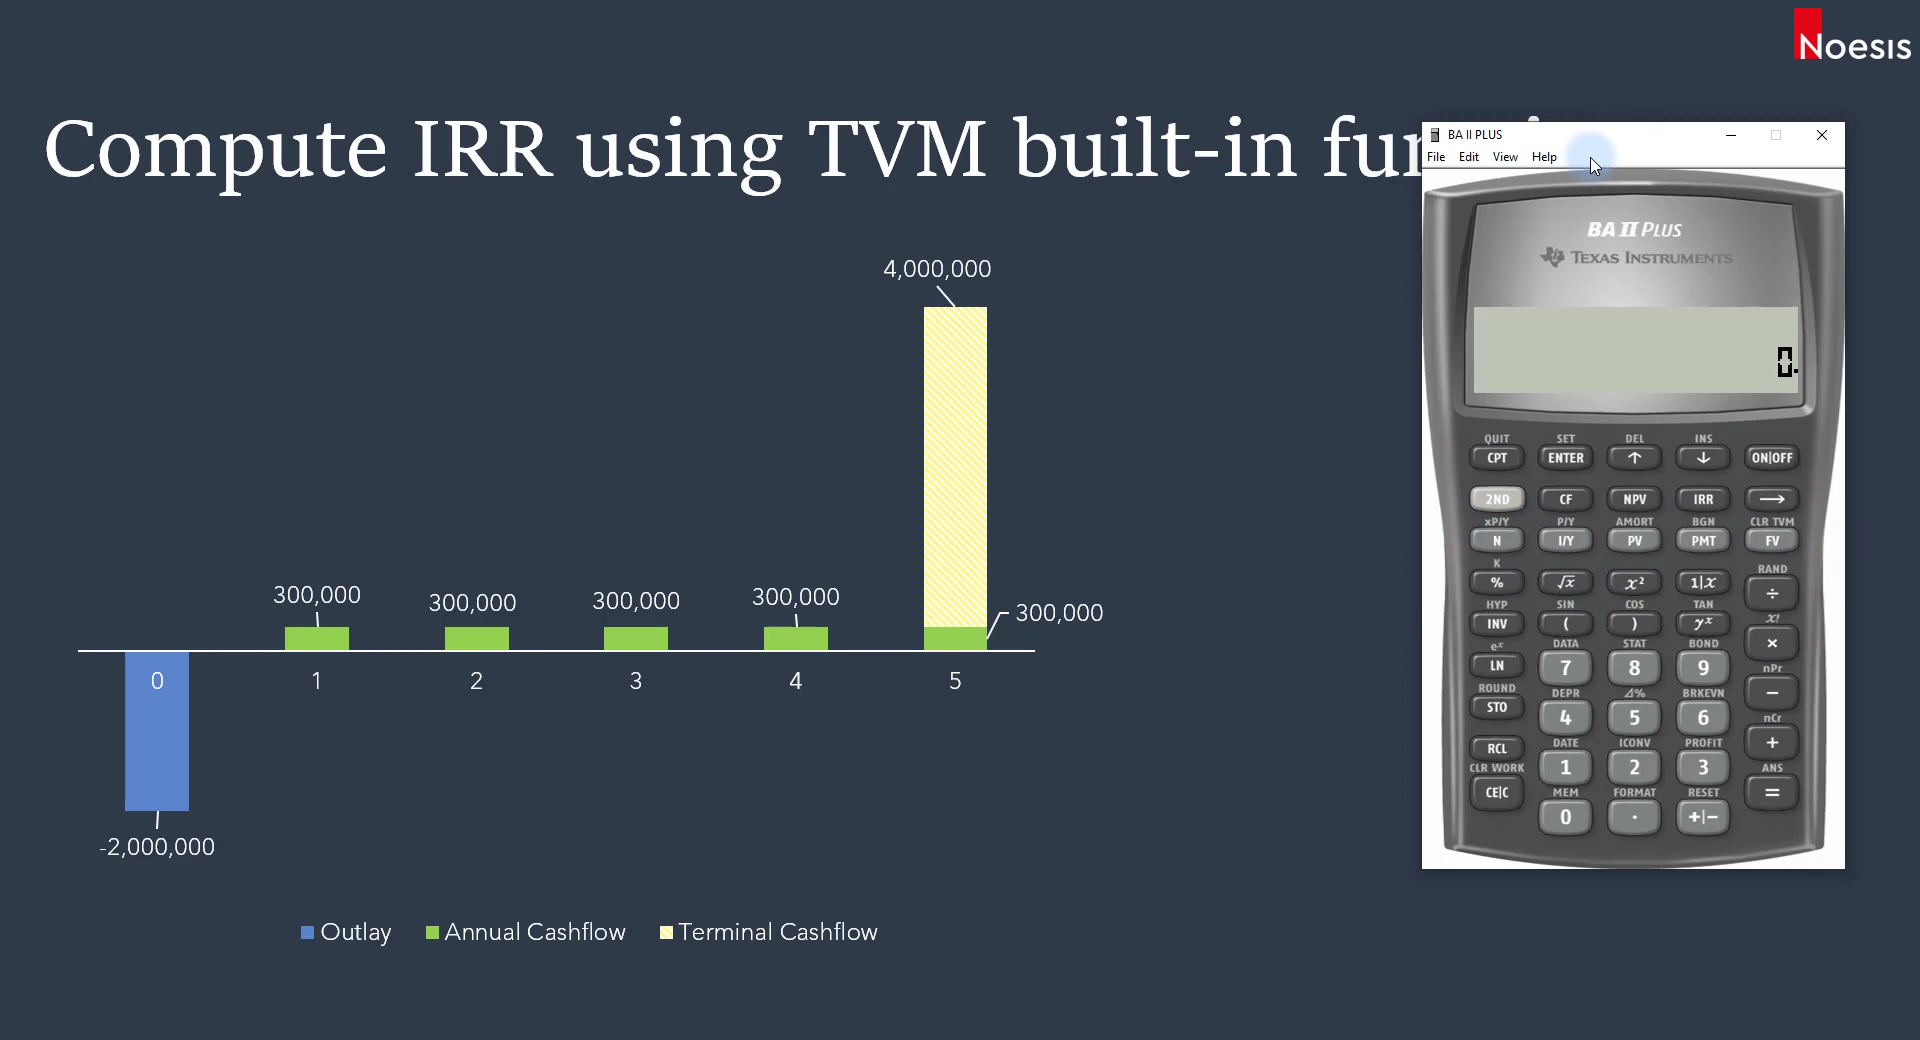 Noesis
Compute IRR using TVM built-in
4,000,000
300,000
300,000
300,000
300,000
300,000
0 1 2 3 4 5
-2,000,000
Outlay Annual Cashflow Terminal Cashflow
BA II PLUS
File Edit View Help
BA II PLUS
TEXAS INSTRUMENTS
0.
QUIT SET DEL INS
CPT ENTER ↑ ↓ ON|OFF
2ND CF NPV IRR →
xP/Y P/Y AMORT BGN CLR TVM
N I/Y PV PMT FV
K RAND
% √x x² 1|x ÷
HYP SIN COS TAN x!
INV ( ) yˣ ×
eˣ DATA STAT BOND nPr
LN 7 8 9 −
ROUND DEPR Δ% BRKEVN nCr
STO 4 5 6 +
RCL DATE ICONV PROFIT ANS
CLR WORK 1 2 3 =
CE|C MEM FORMAT RESET
0 . +|−